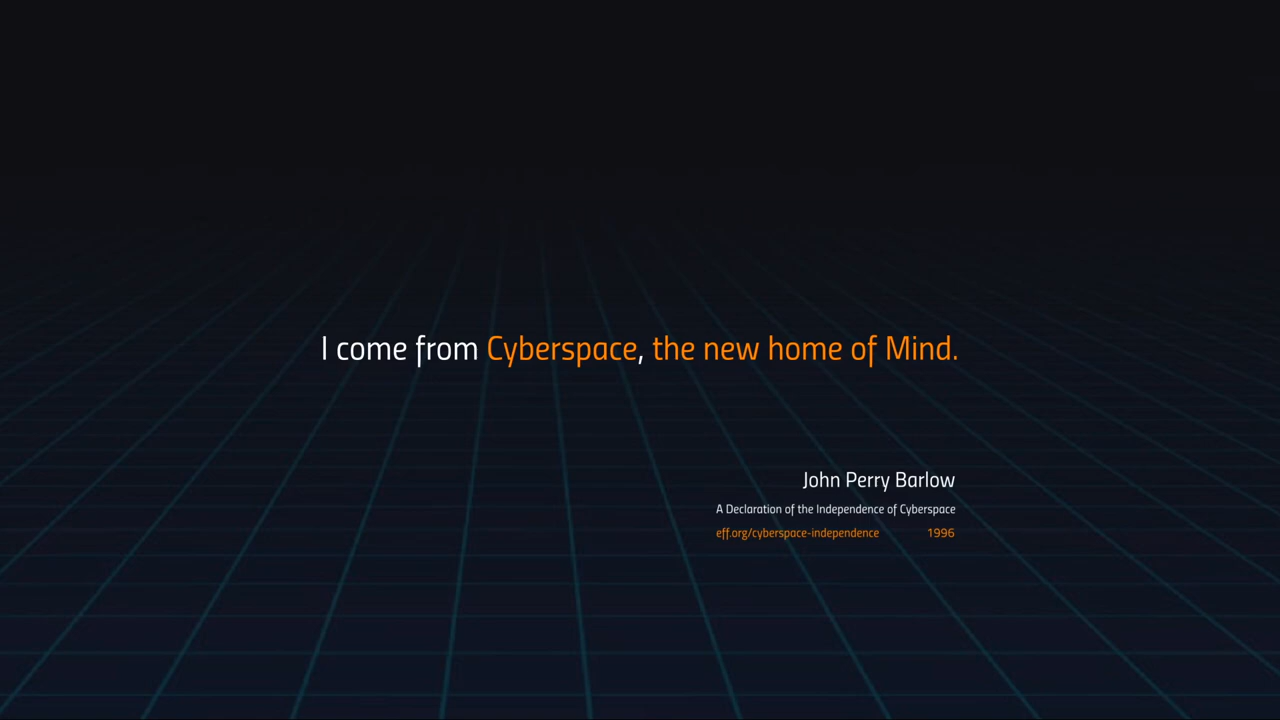 I come from Cyberspace, the new home of Mind.
John Perry Barlow
A Declaration of the Independence of Cyberspace
eff.org/cyberspace-independence 1996